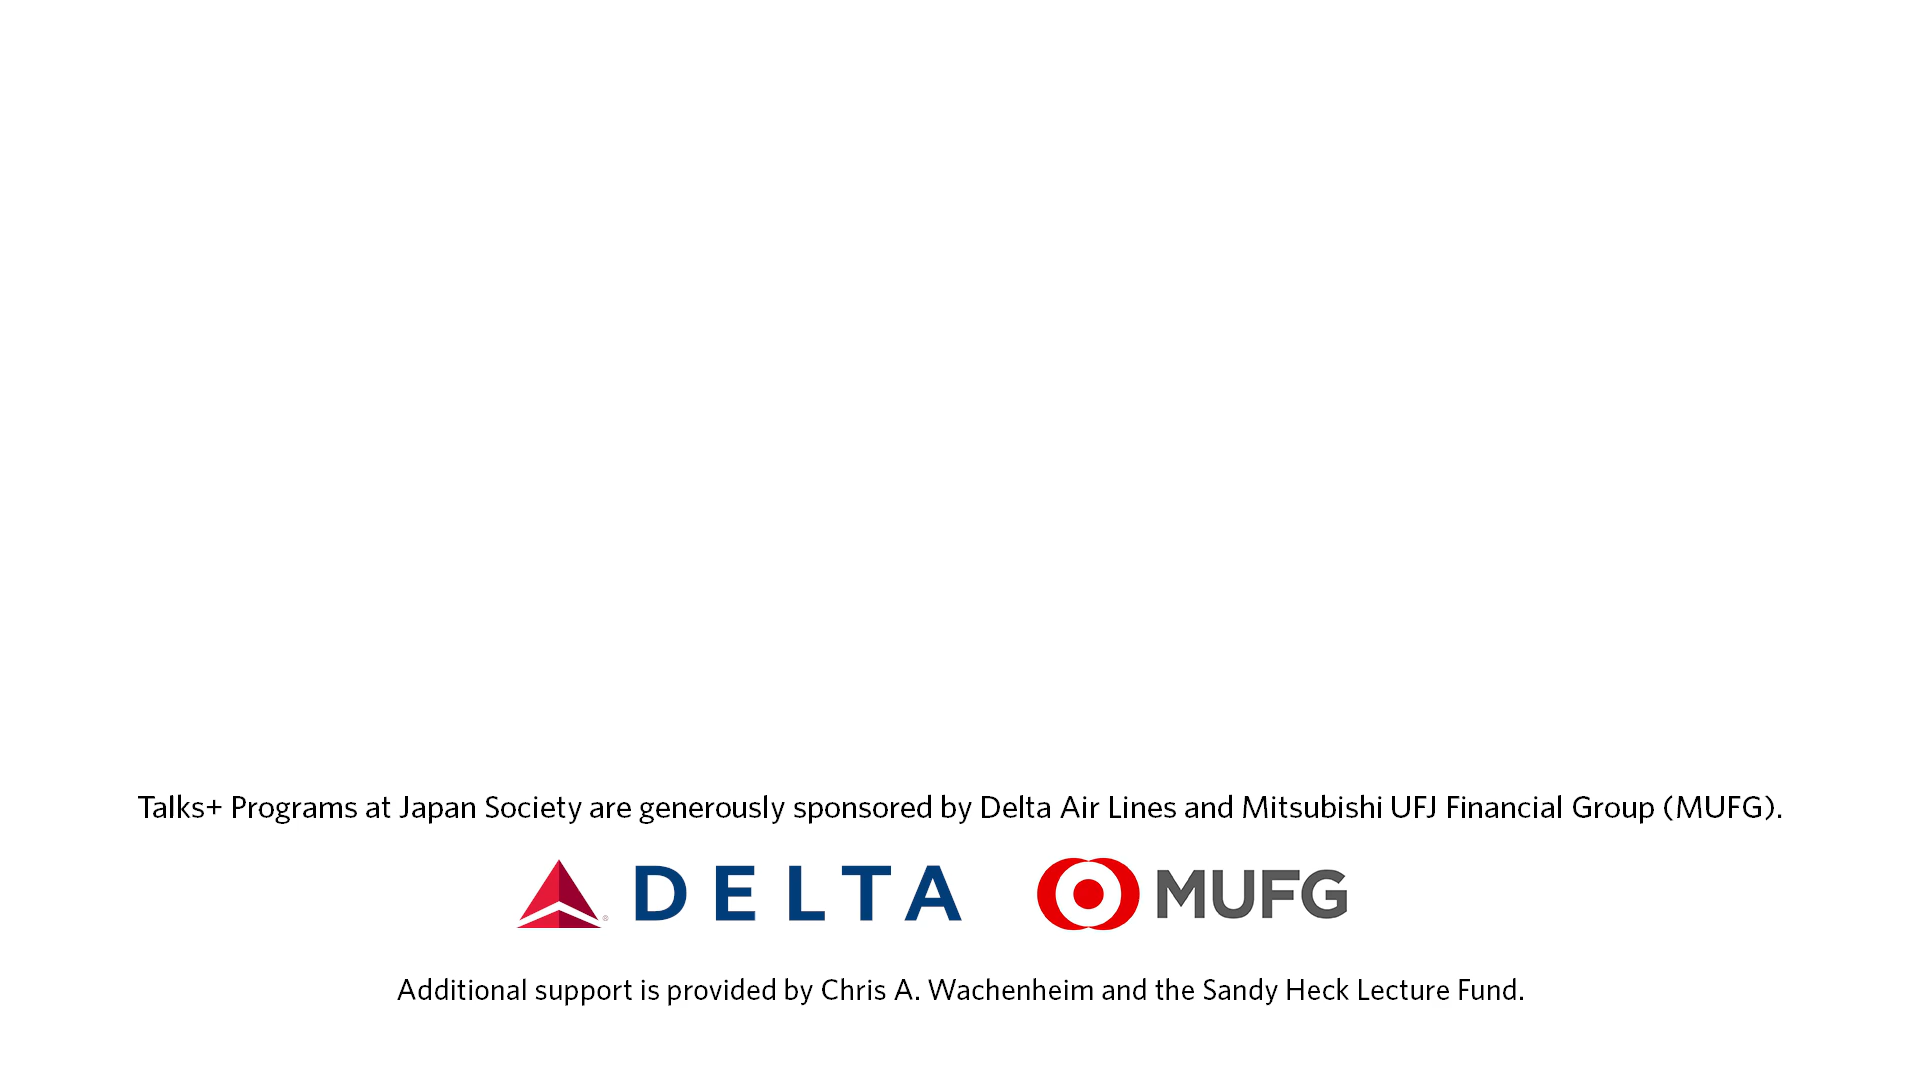 Talks+ Programs at Japan Society are generously sponsored by Delta Air Lines and Mitsubishi UFJ Financial Group (MUFG).
® DELTA MUFG
Additional support is provided by Chris A. Wachenheim and the Sandy Heck Lecture Fund.